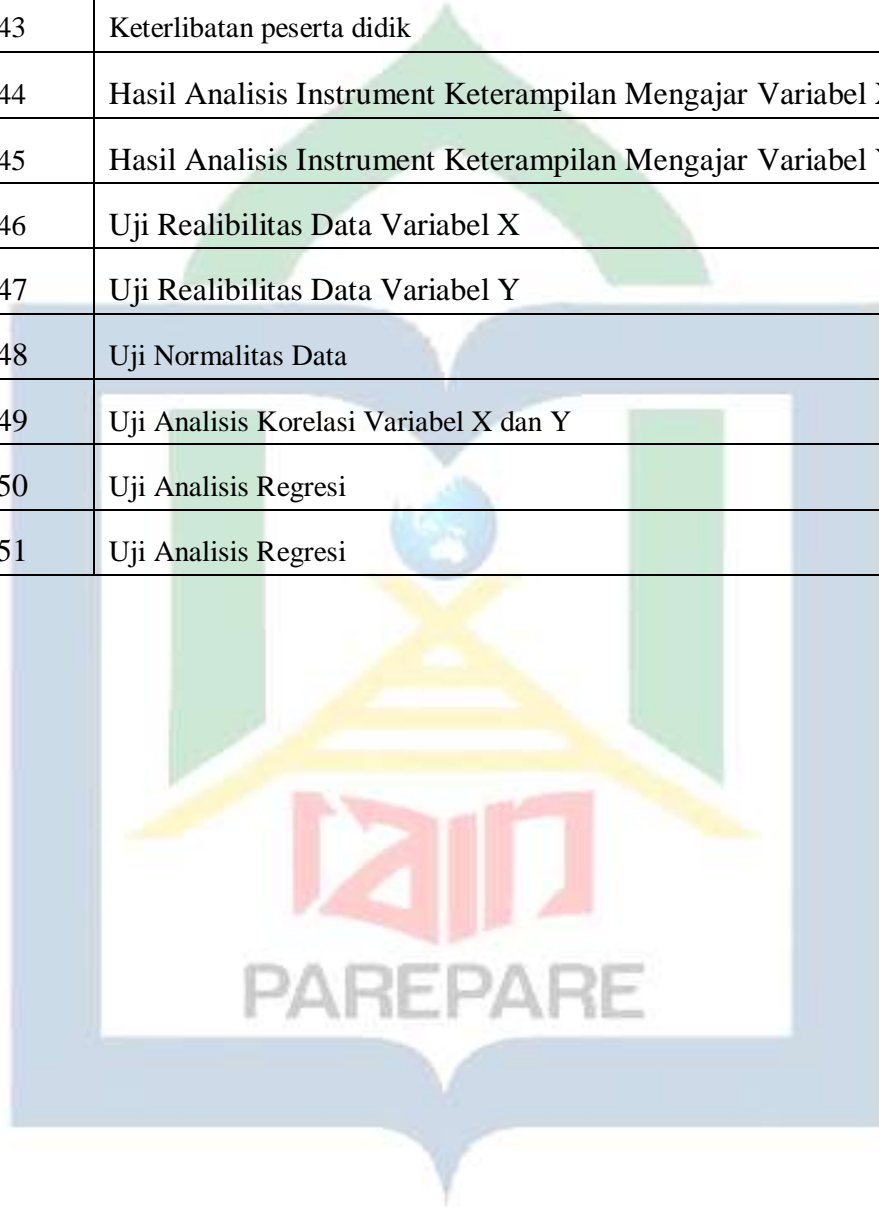 43 Keterlibatan peserta didik
44 Hasil Analisis Instrument Keterampilan Mengajar Variabel X
45 Hasil Analisis Instrument Keterampilan Mengajar Variabel Y
46 Uji Realibilitas Data Variabel X
47 Uji Realibilitas Data Variabel Y
48 Uji Normalitas Data
49 Uji Analisis Korelasi Variabel X dan Y
50 Uji Analisis Regresi
51 Uji Analisis Regresi
iain
PAREPARE